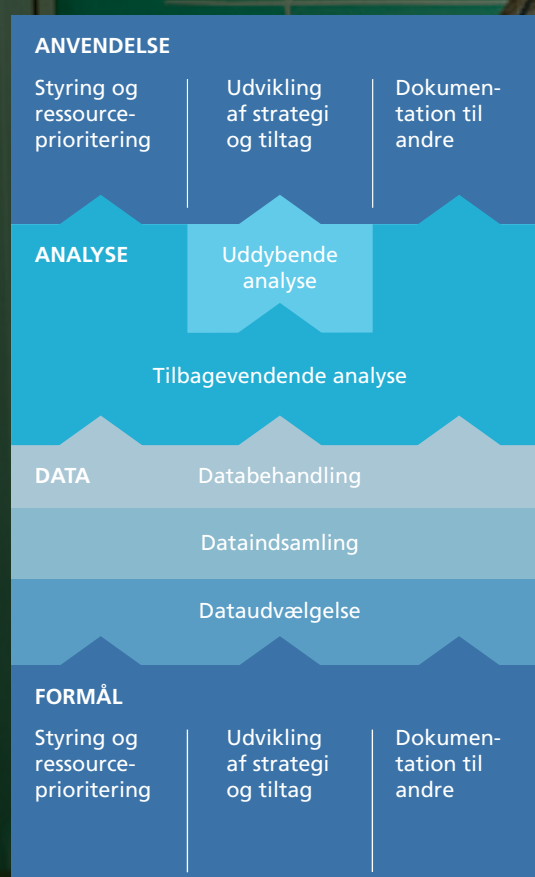 ANVENDELSE
Styring og
ressource-
prioritering
Udvikling
af strategi
og tiltag
Dokumen-
tation til
andre
ANALYSE
Uddybende
analyse
Tilbagevendende analyse
DATA
Databehandling
Dataindsamling
Dataudvælgelse
FORMÅL
Styring og
ressource-
prioritering
Udvikling
af strategi
og tiltag
Dokumen-
tation til
andre